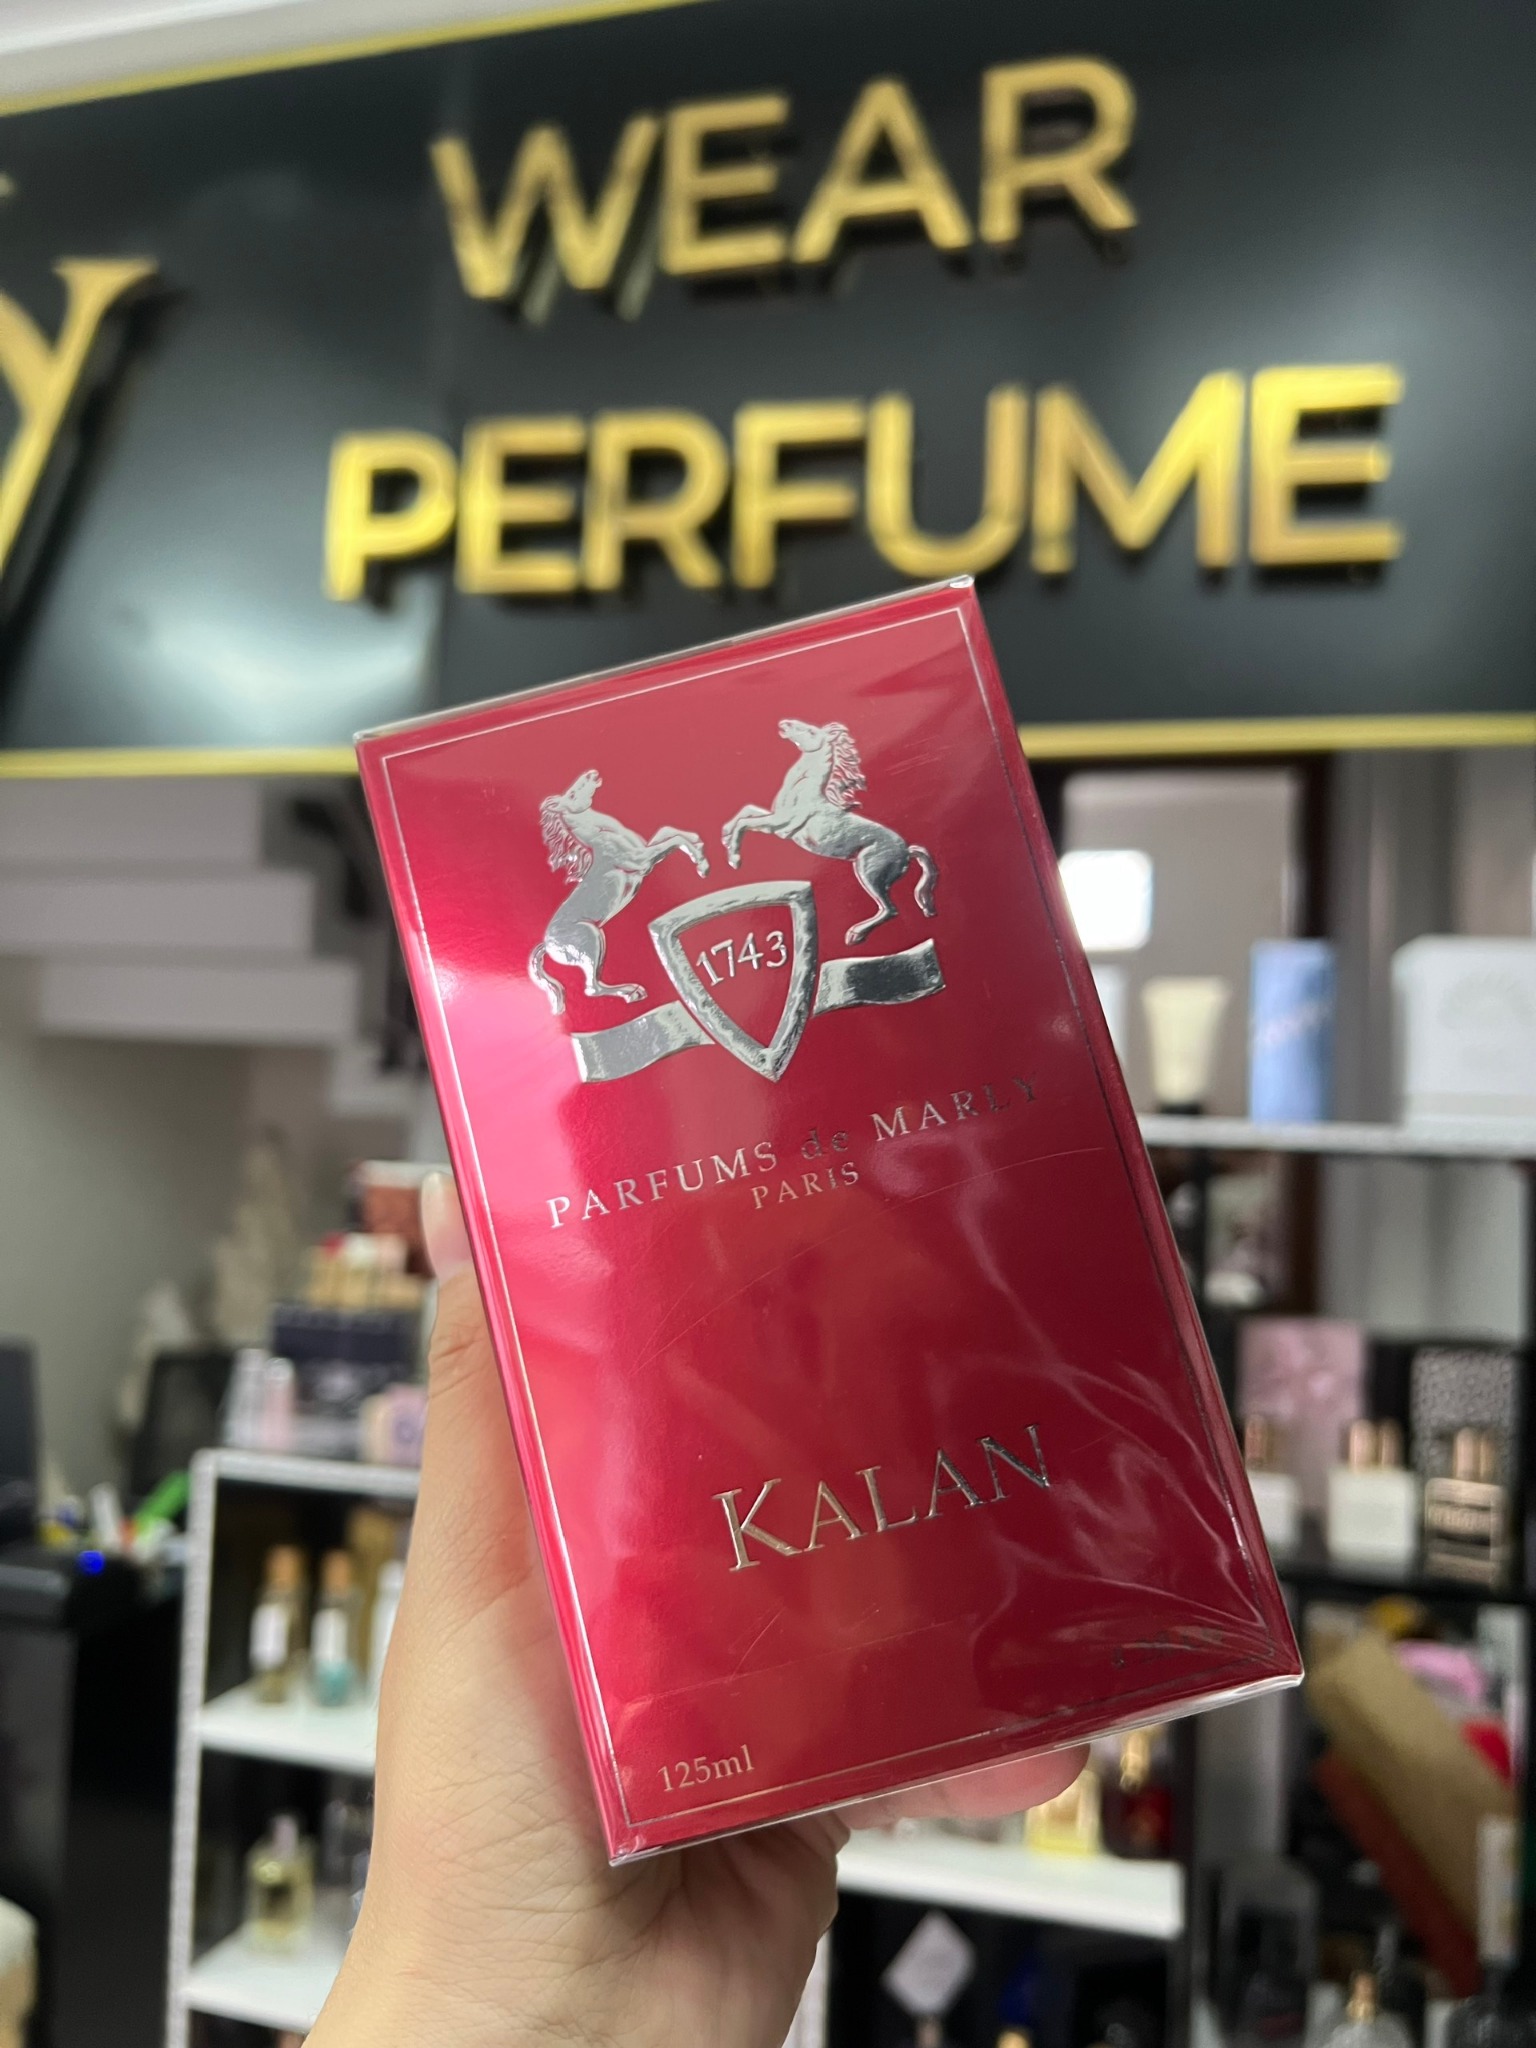 WEAR
PERFUME
1743
PARFUMS de MARLY
PARIS
KALAN
125ml